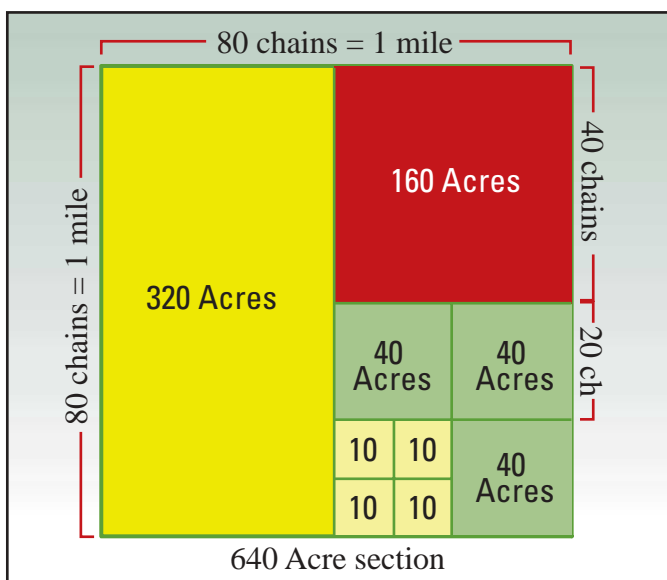 80 chains = 1 mile
80 chains = 1 mile
40 chains
160 Acres
320 Acres
20 ch
40
Acres
40
Acres
10 10
10 10
40
Acres
640 Acre section